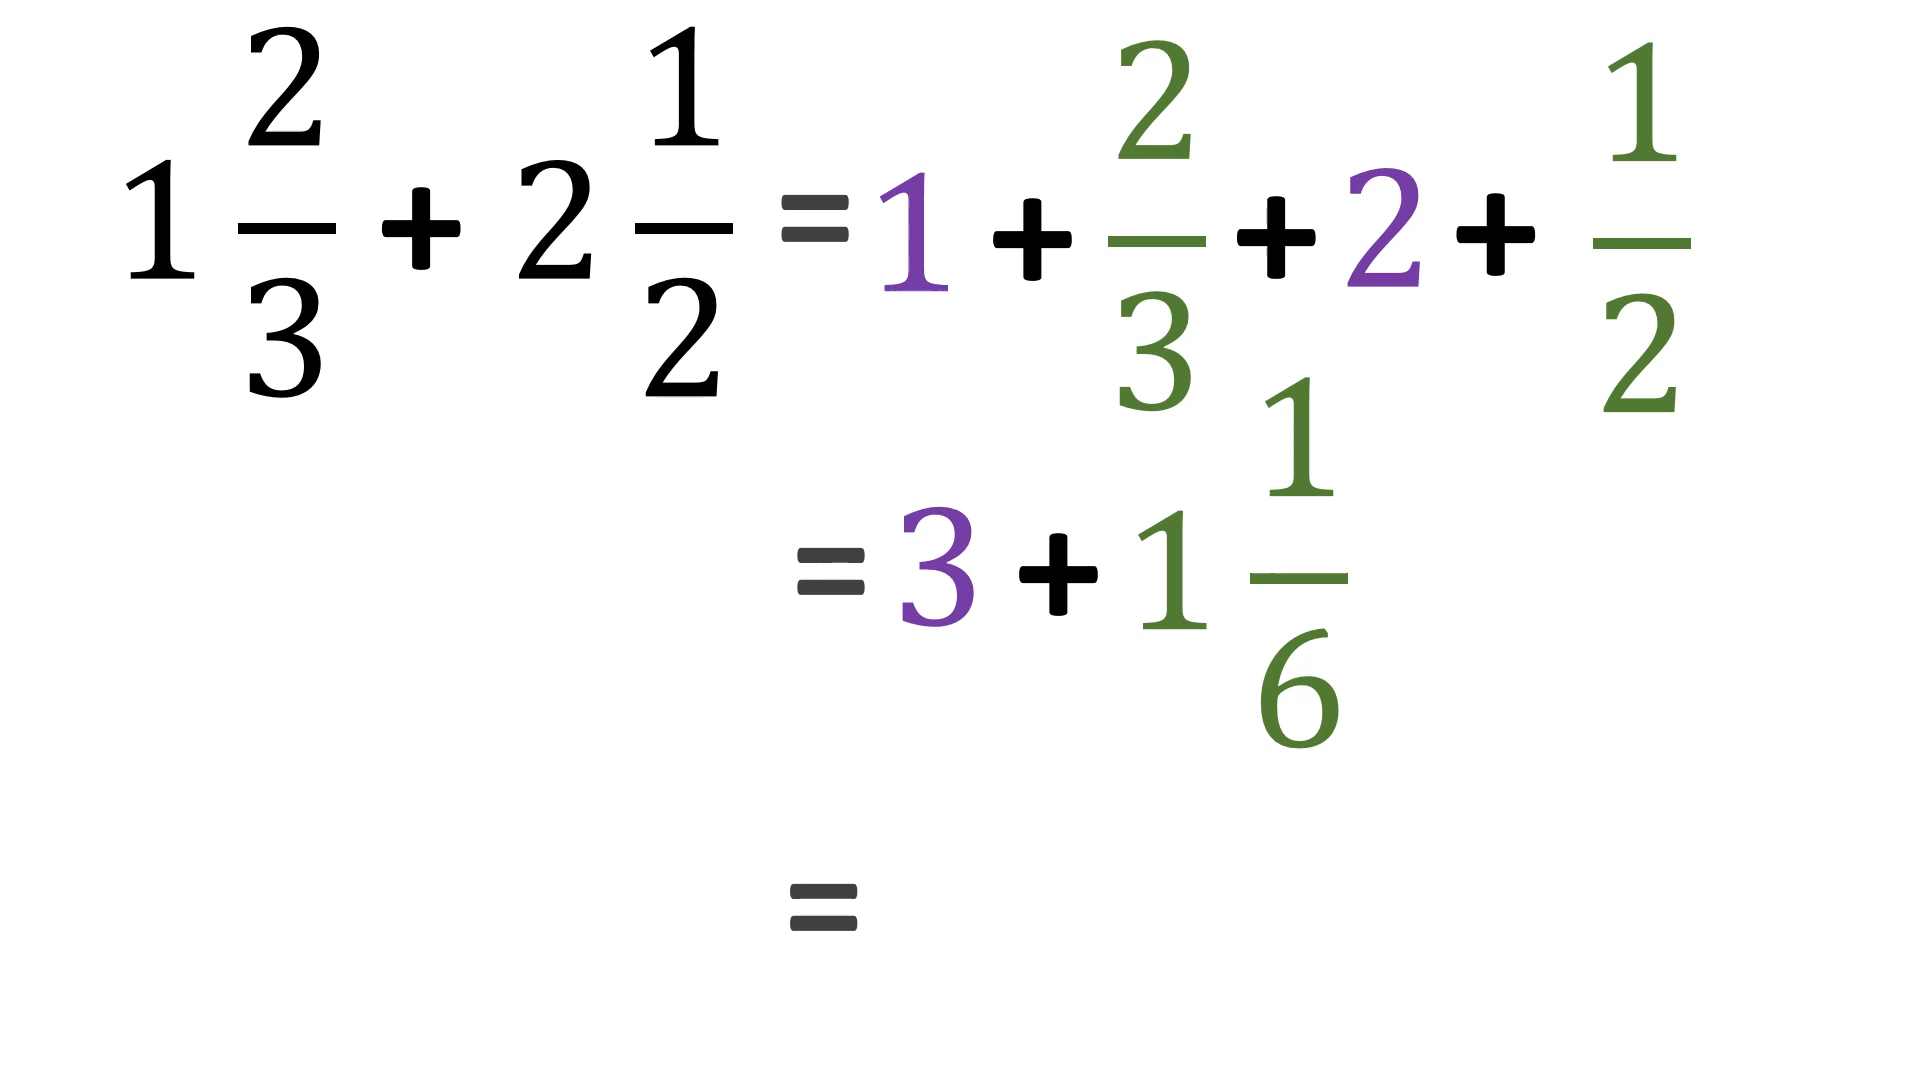 1 2/3 + 2 1/2 = 1 + 2/3 + 2 + 1/2
= 3 + 1 1/6
=